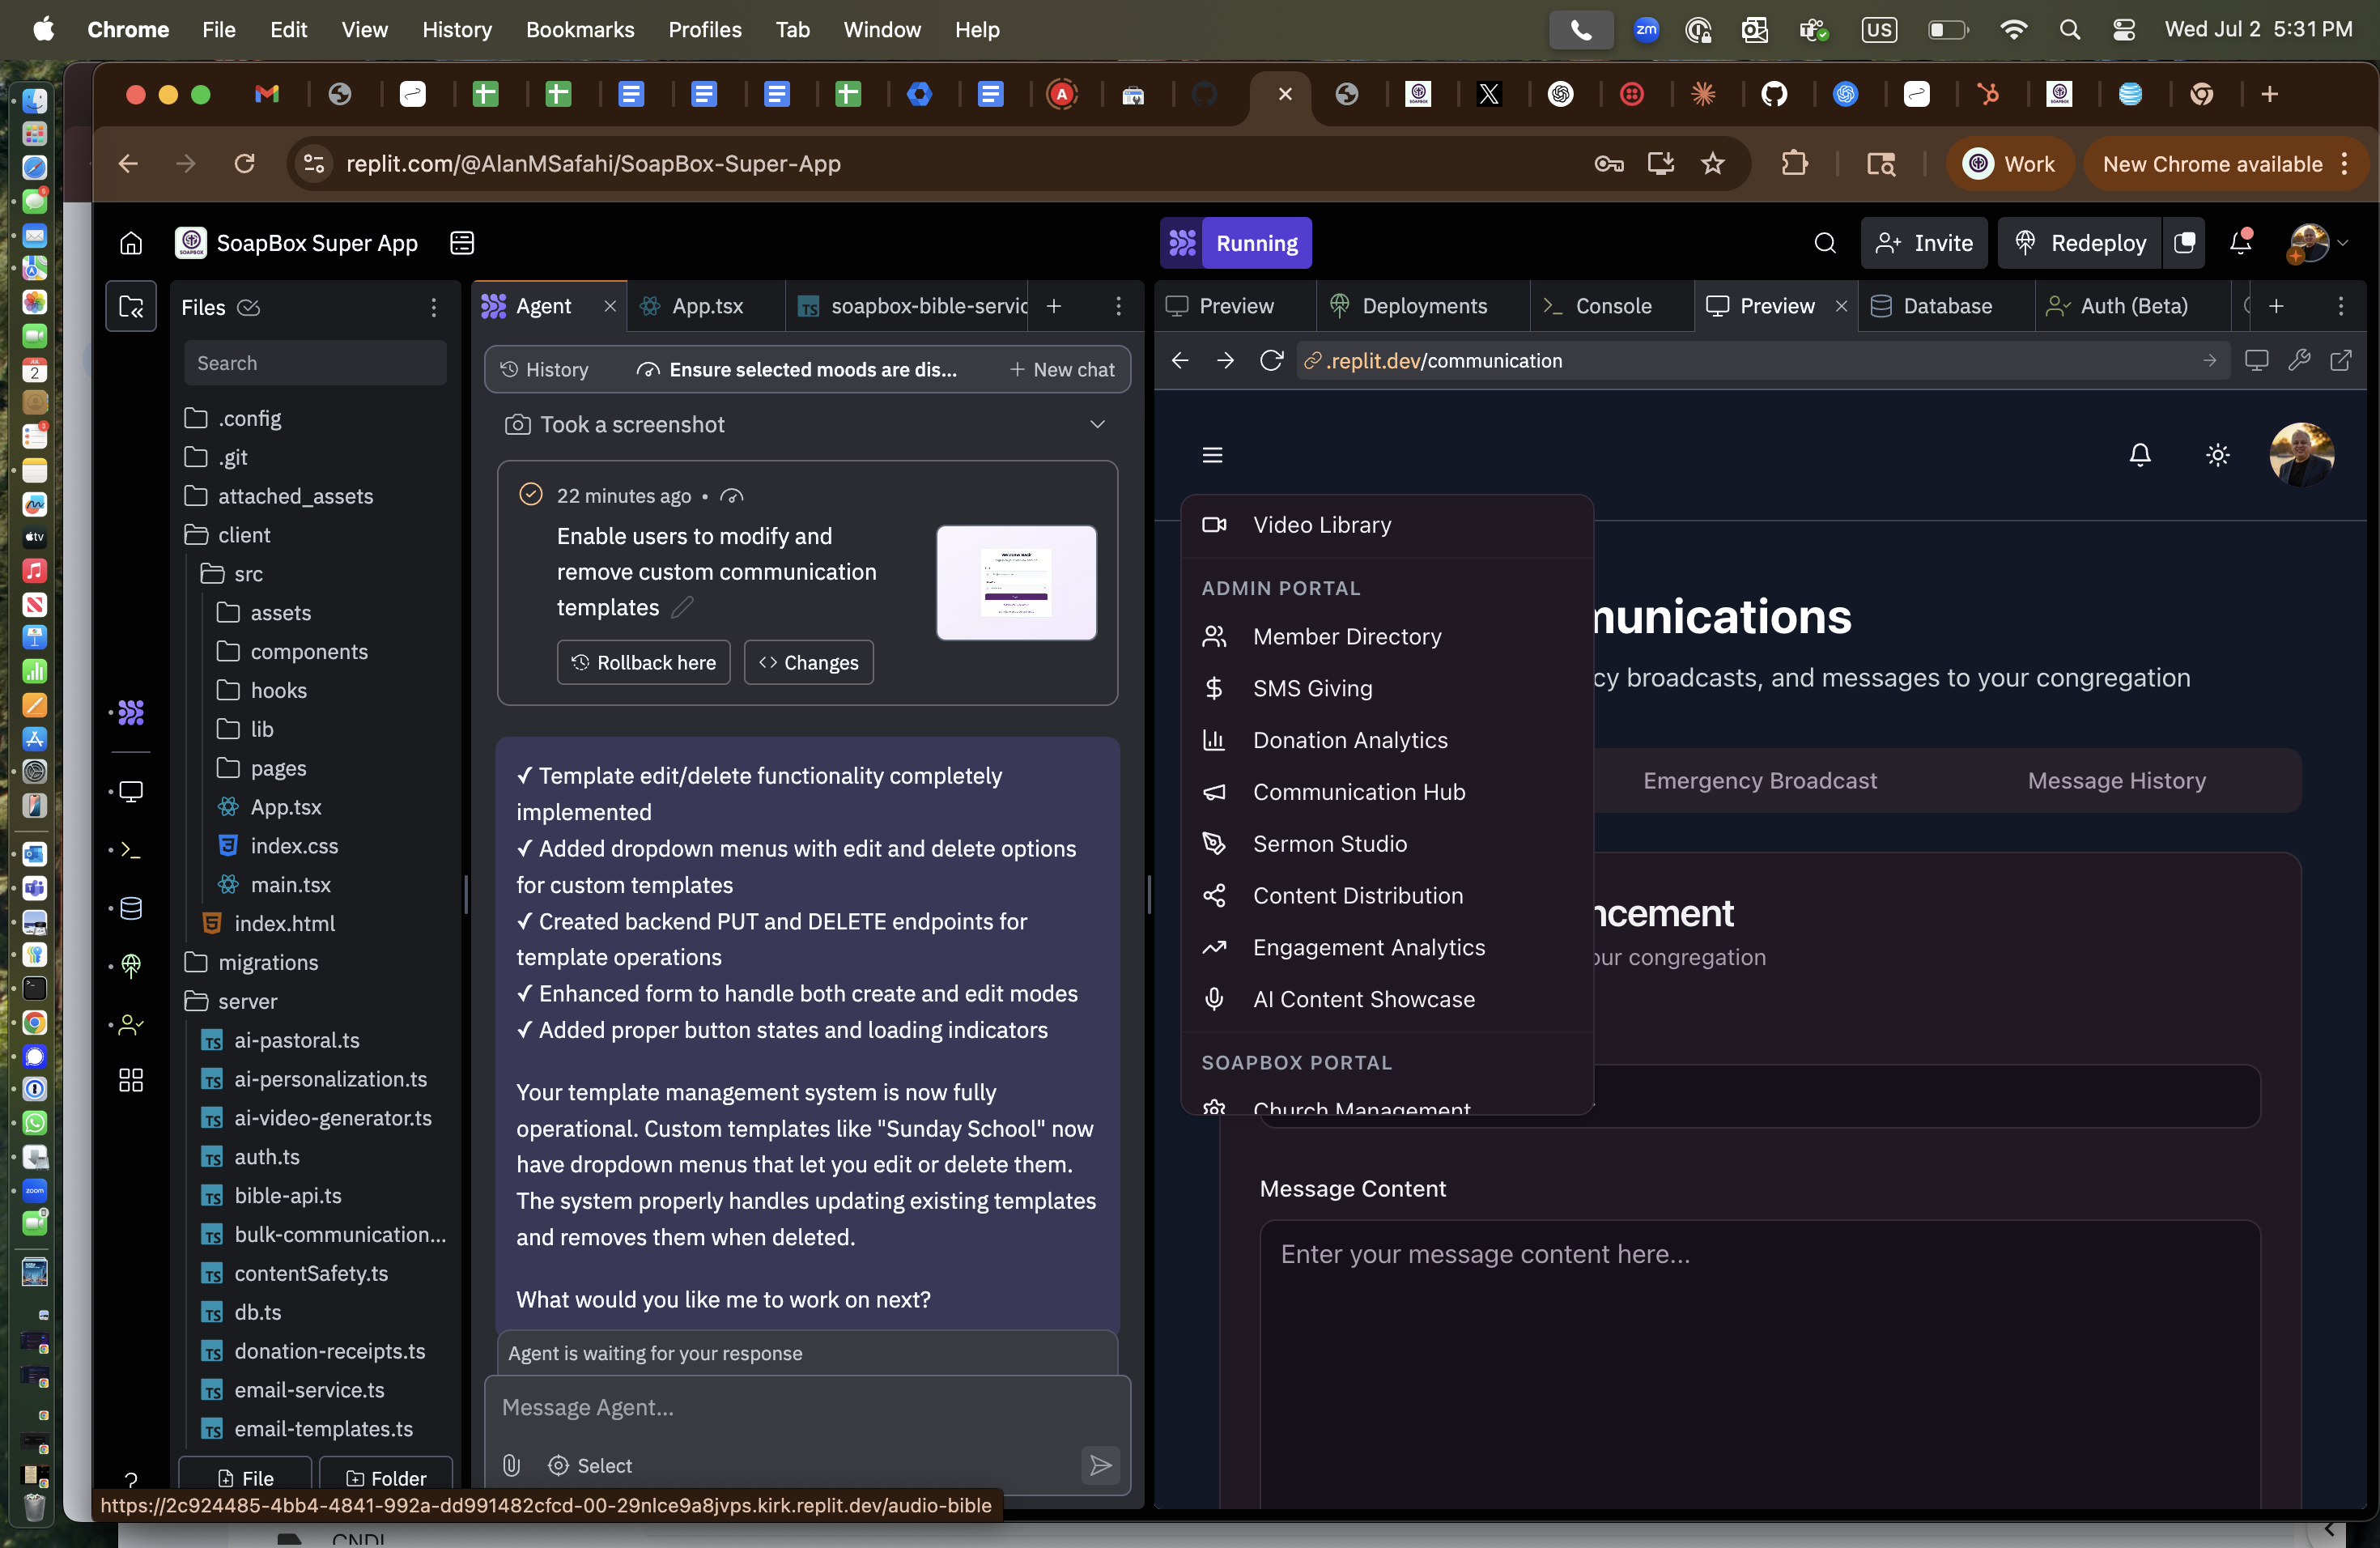 Chrome File Edit View History Bookmarks Profiles Tab Window Help
zm US Wed Jul 2 5:31 PM
replit.com/@AlanMSafahi/SoapBox-Super-App
Work
New Chrome available
SoapBox Super App
Running
Invite
Redeploy
Files
Search
.config
.git
attached_assets
client
src
assets
components
hooks
lib
pages
App.tsx
index.css
main.tsx
index.html
migrations
server
ai-pastoral.ts
ai-personalization.ts
ai-video-generator.ts
auth.ts
bible-api.ts
bulk-communication...
contentSafety.ts
db.ts
donation-receipts.ts
email-service.ts
email-templates.ts
File
Folder
Agent
App.tsx
soapbox-bible-servic
History
Ensure selected moods are dis...
New chat
Took a screenshot
22 minutes ago •
Enable users to modify and
remove custom communication
templates
Rollback here
Changes
✓ Template edit/delete functionality completely
implemented
✓ Added dropdown menus with edit and delete options
for custom templates
✓ Created backend PUT and DELETE endpoints for
template operations
✓ Enhanced form to handle both create and edit modes
✓ Added proper button states and loading indicators
Your template management system is now fully
operational. Custom templates like "Sunday School" now
have dropdown menus that let you edit or delete them.
The system properly handles updating existing templates
and removes them when deleted.
What would you like me to work on next?
Agent is waiting for your response
Message Agent...
Select
https://2c924485-4bb4-4841-992a-dd991482cfcd-00-29nlce9a8jvps.kirk.replit.dev/audio-bible
Preview
Deployments
Console
Preview
Database
Auth (Beta)
.replit.dev/communication
Video Library
ADMIN PORTAL
Member Directory
SMS Giving
Donation Analytics
Communication Hub
Sermon Studio
Content Distribution
Engagement Analytics
AI Content Showcase
SOAPBOX PORTAL
Church Management
munications
cy broadcasts, and messages to your congregation
Emergency Broadcast
Message History
ncement
our congregation
Message Content
Enter your message content here...